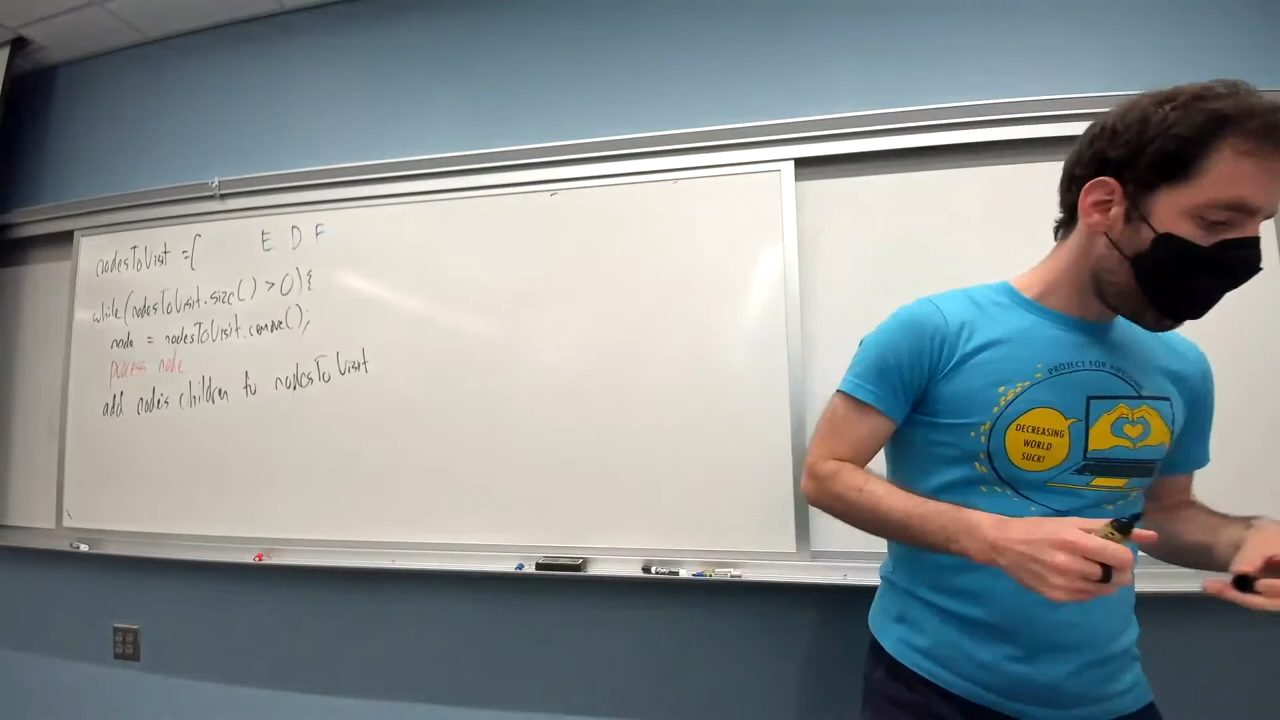 nodesToVisit = [ E D F
while(nodesToVisit.size() > 0){
node = nodesToVisit.remove();
process node
add node's children to nodesToVisit
PROJECT FOR AWESOME
DECREASING
WORLD
SUCK!